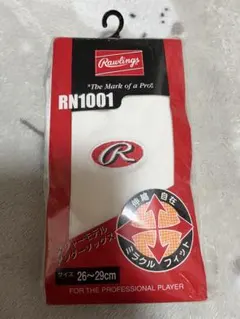 Rawlings
"The Mark of a Pro".
RN1001
R
伸縮
自在
ミラクル
フィット
サイズ 26～29cm
FOR THE PROFESSIONAL PLAYER